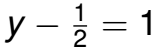 y − 1/2 = 1